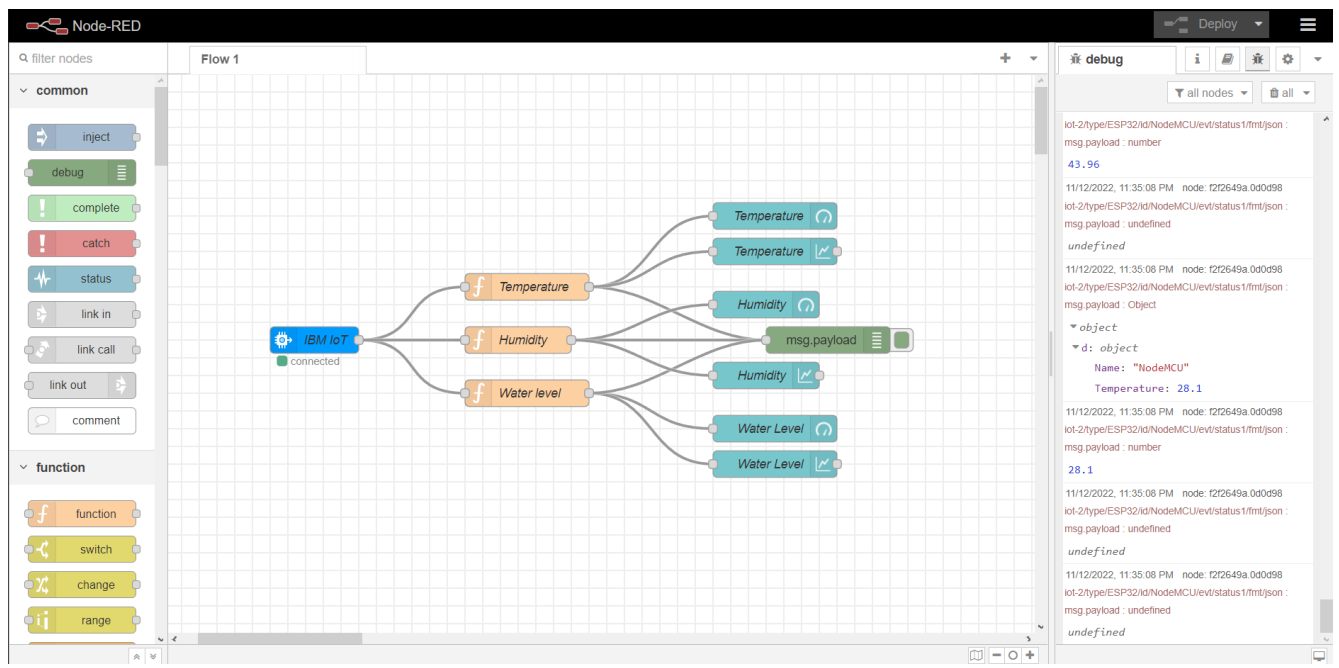 Node-RED
Deploy
filter nodes
Flow 1
debug
i
common
all nodes
all
inject
debug
complete
catch
status
link in
link call
link out
comment
function
function
switch
change
range
IBM IoT
connected
Temperature
Humidity
Water level
Temperature
Temperature
Humidity
msg.payload
Humidity
Water Level
Water Level
iot-2/type/ESP32/id/NodeMCU/evt/status1/fmt/json :
msg.payload : number
43.96
11/12/2022, 11:35:08 PM node: f2f2649a.0d0d98
iot-2/type/ESP32/id/NodeMCU/evt/status1/fmt/json :
msg.payload : undefined
undefined
11/12/2022, 11:35:08 PM node: f2f2649a.0d0d98
iot-2/type/ESP32/id/NodeMCU/evt/status1/fmt/json :
msg.payload : Object
object
d: object
Name: "NodeMCU"
Temperature: 28.1
11/12/2022, 11:35:08 PM node: f2f2649a.0d0d98
iot-2/type/ESP32/id/NodeMCU/evt/status1/fmt/json :
msg.payload : number
28.1
11/12/2022, 11:35:08 PM node: f2f2649a.0d0d98
iot-2/type/ESP32/id/NodeMCU/evt/status1/fmt/json :
msg.payload : undefined
undefined
11/12/2022, 11:35:08 PM node: f2f2649a.0d0d98
iot-2/type/ESP32/id/NodeMCU/evt/status1/fmt/json :
msg.payload : undefined
undefined